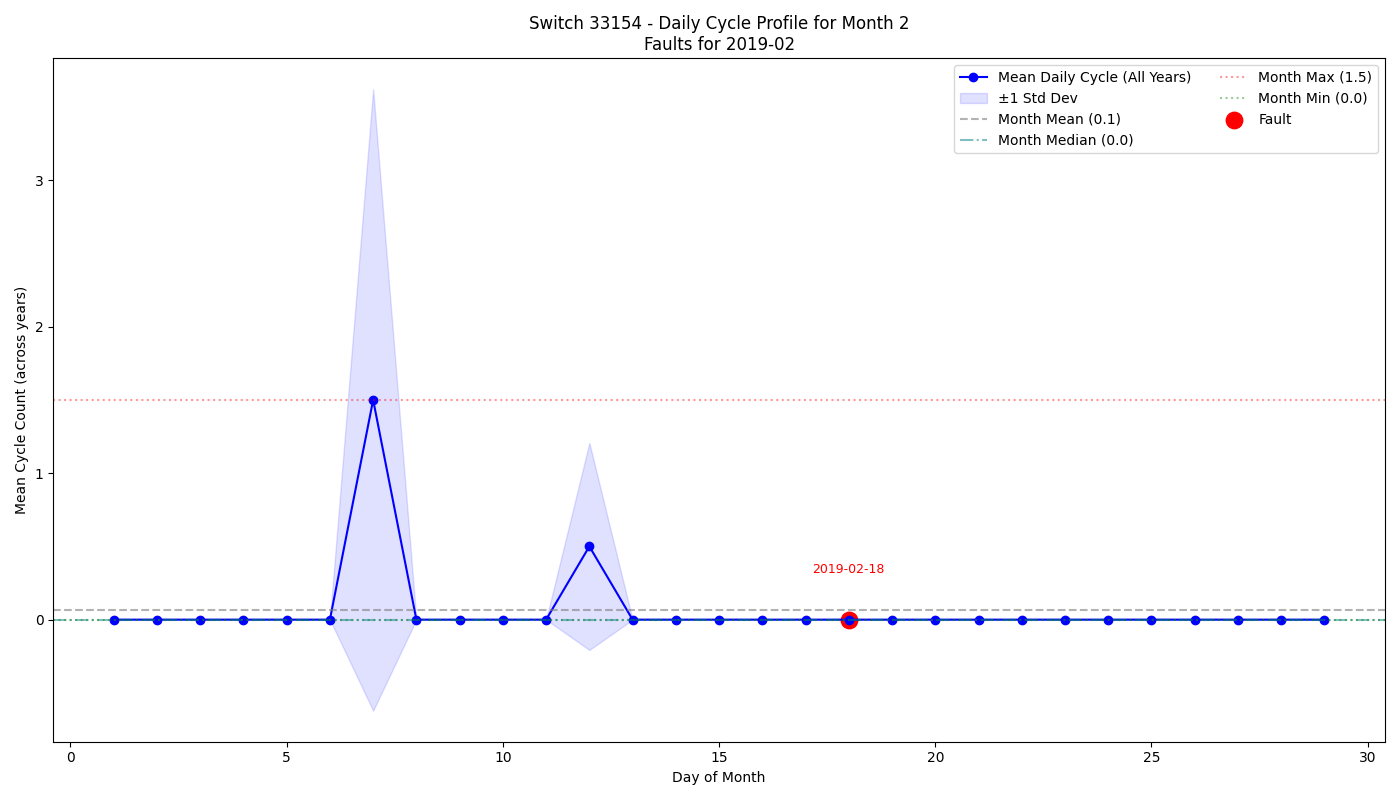 Switch 33154 - Daily Cycle Profile for Month 2
Faults for 2019-02
Mean Daily Cycle (All Years)
±1 Std Dev
Month Mean (0.1)
Month Median (0.0)
Month Max (1.5)
Month Min (0.0)
Fault
Mean Cycle Count (across years)
3
2
1
0
2019-02-18
0
5
10
15
20
25
30
Day of Month